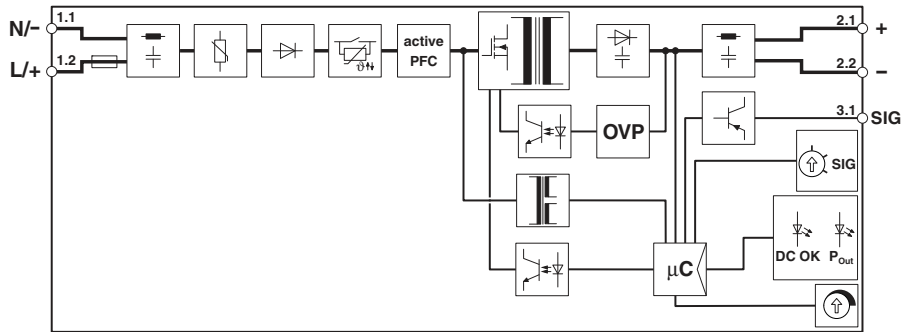 N/– 1.1
L/+ 1.2
ϑ
active
PFC
2.1 +
2.2 –
3.1 SIG
OVP
SIG
µC
DC OK POut